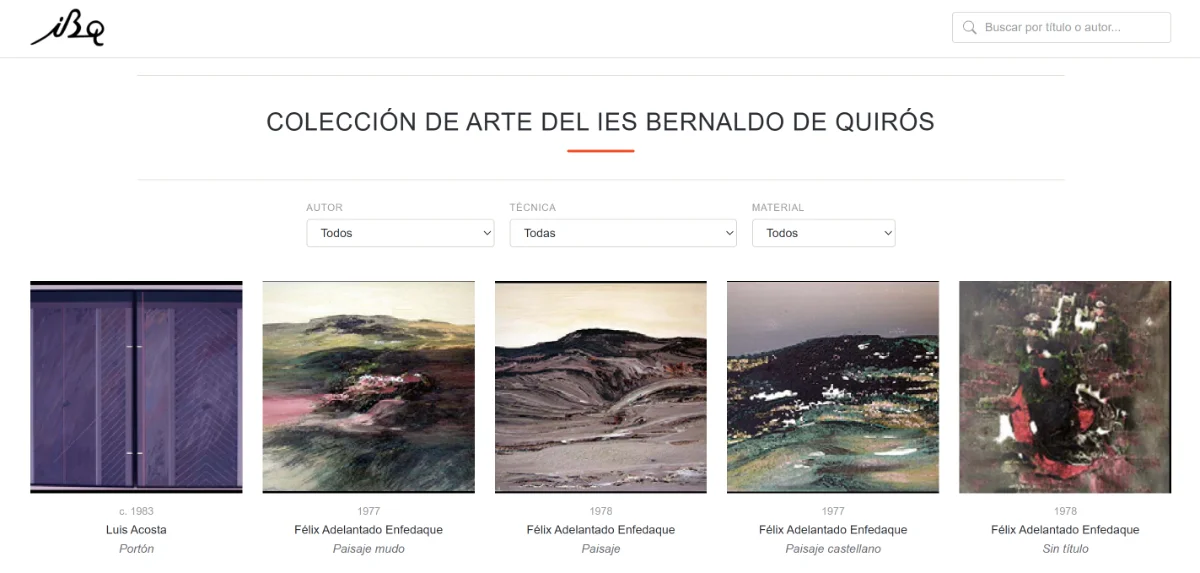 iBQ
Buscar por título o autor...
COLECCIÓN DE ARTE DEL IES BERNALDO DE QUIRÓS
AUTOR
Todos
TÉCNICA
Todas
MATERIAL
Todos
c. 1983
Luis Acosta
Portón
1977
Félix Adelantado Enfedaque
Paisaje mudo
1978
Félix Adelantado Enfedaque
Paisaje
1977
Félix Adelantado Enfedaque
Paisaje castellano
1978
Félix Adelantado Enfedaque
Sin título